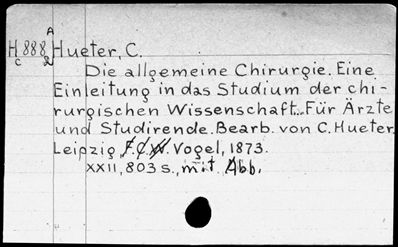 A
H 888 Hueter, C.
c 2
Die allgemeine Chirurgie. Eine
Einleitung in das Studium der chi-
rurgischen Wissenschaft... Für Ärzte
und Studirende. Bearb. von C. Hueter.
Leipzig, F. C. W. Vogel, 1873.
XXII, 803 s., mit Abb.